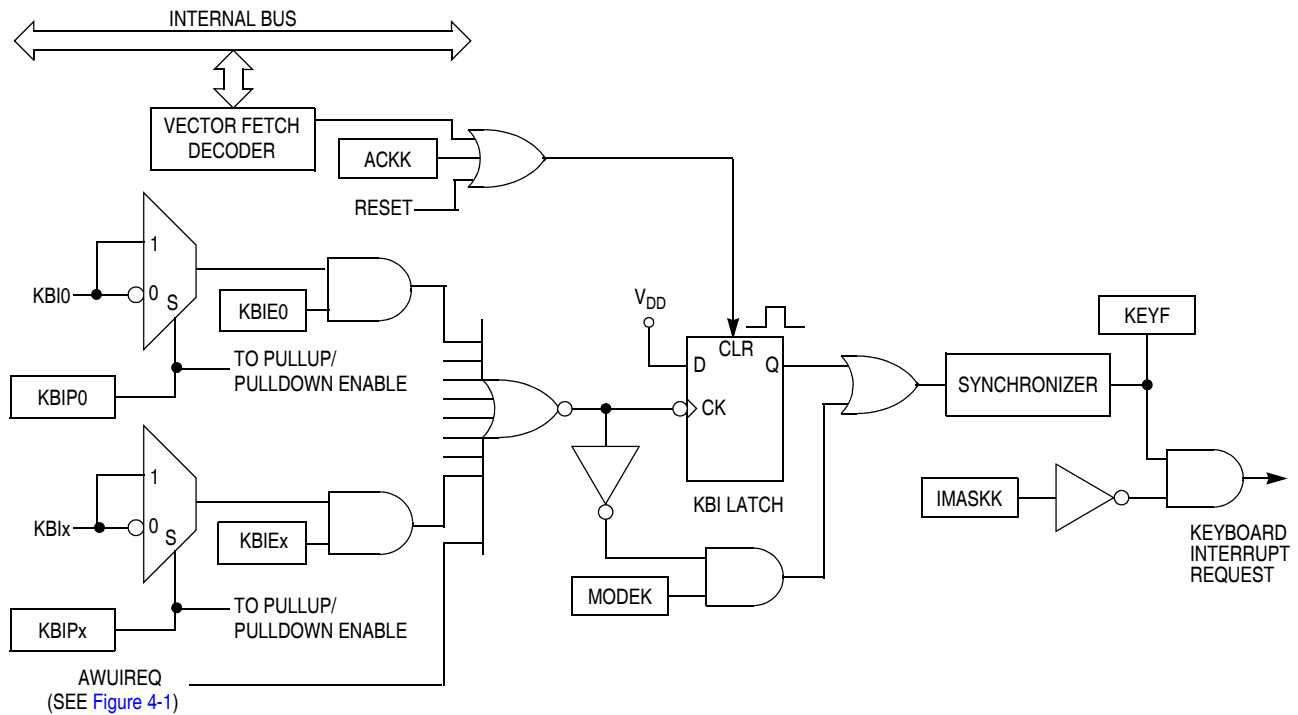 INTERNAL BUS
VECTOR FETCH
DECODER
ACKK
RESET
1
KBI0
0
S
KBIE0
TO PULLUP/
PULLDOWN ENABLE
KBIP0
VDD
CLR
D
Q
CK
KBI LATCH
KEYF
SYNCHRONIZER
IMASKK
KEYBOARD
INTERRUPT
REQUEST
1
KBIx
0
S
KBIEx
MODEK
TO PULLUP/
PULLDOWN ENABLE
KBIPx
AWUIREQ
(SEE Figure 4-1)